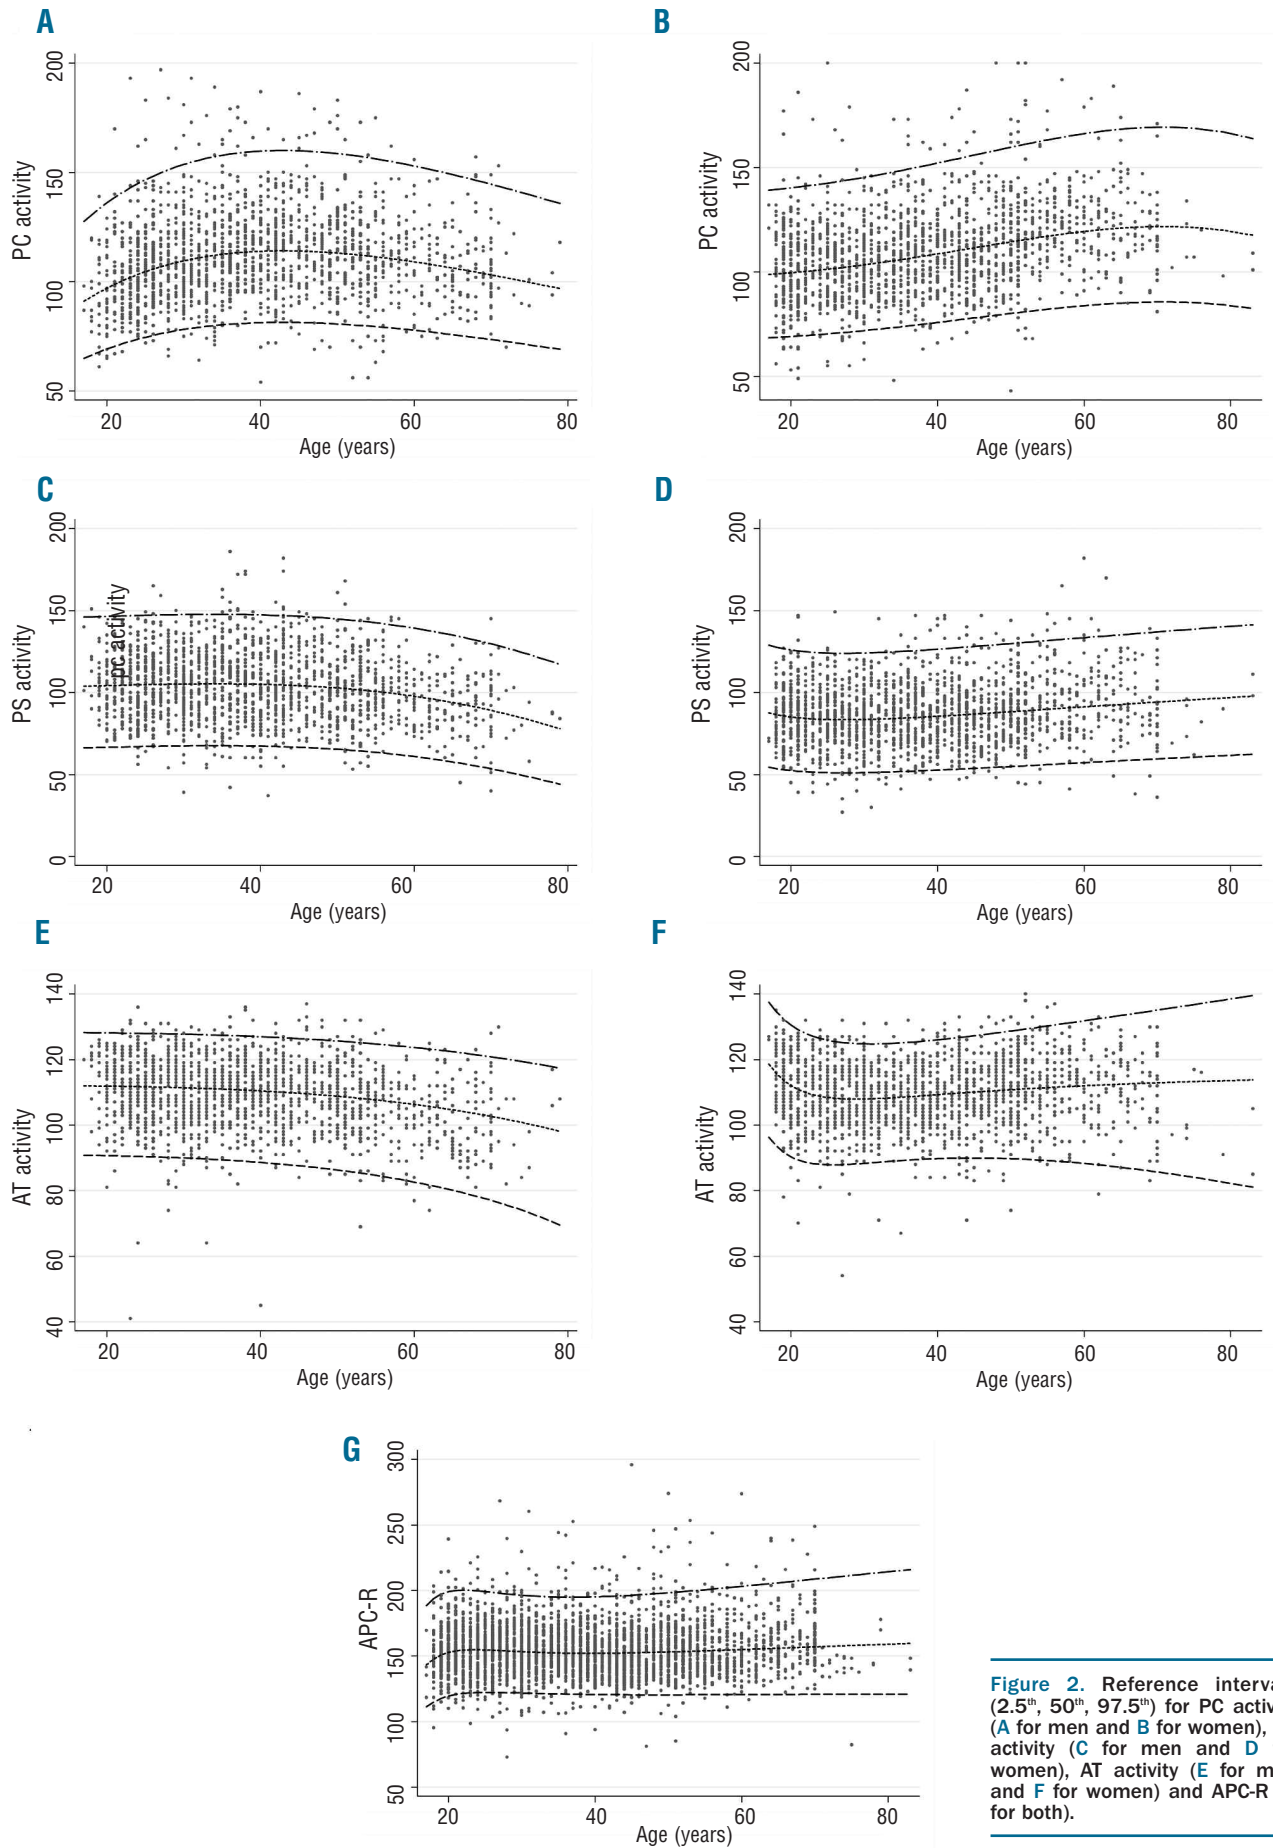 A
B
200
150
100
50
PC activity
20 40 60 80
Age (years)
200
150
100
50
PC activity
20 40 60 80
Age (years)
C
D
200
150
100
50
0
PS activity
pc activity
20 40 60 80
Age (years)
200
150
100
50
0
PS activity
20 40 60 80
Age (years)
E
F
140
120
100
80
60
40
AT activity
20 40 60 80
Age (years)
140
120
100
80
60
40
AT activity
20 40 60 80
Age (years)
G
300
250
200
150
100
50
APC-R
20 40 60 80
Age (years)
Figure 2. Reference interva
(2.5th, 50th, 97.5th) for PC activ
(A for men and B for women),
activity (C for men and D
women), AT activity (E for m
and F for women) and APC-R
for both).